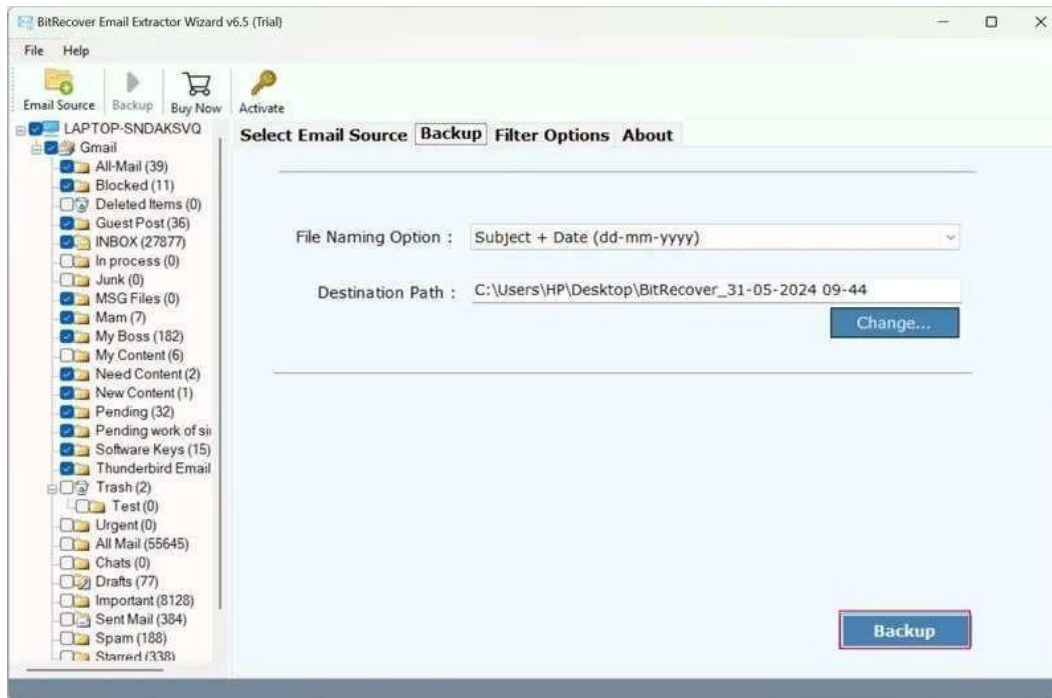 BitRecover Email Extractor Wizard v6.5 (Trial)
File Help
Email Source Backup Buy Now Activate
LAPTOP-SNDAKSVQ
Gmail
All-Mail (39)
Blocked (11)
Deleted Items (0)
Guest Post (36)
INBOX (27877)
In process (0)
Junk (0)
MSG Files (0)
Mam (7)
My Boss (182)
My Content (6)
Need Content (2)
New Content (1)
Pending (32)
Pending work of
Software Keys (15)
Thunderbird Email
Trash (2)
Test (0)
Urgent (0)
All Mail (55645)
Chats (0)
Drafts (77)
Important (8128)
Sent Mail (384)
Spam (188)
Starred (338)
Select Email Source Backup Filter Options About
File Naming Option : Subject + Date (dd-mm-yyyy)
Destination Path : C:\Users\HP\Desktop\BitRecover_31-05-2024 09-44
Change...
Backup